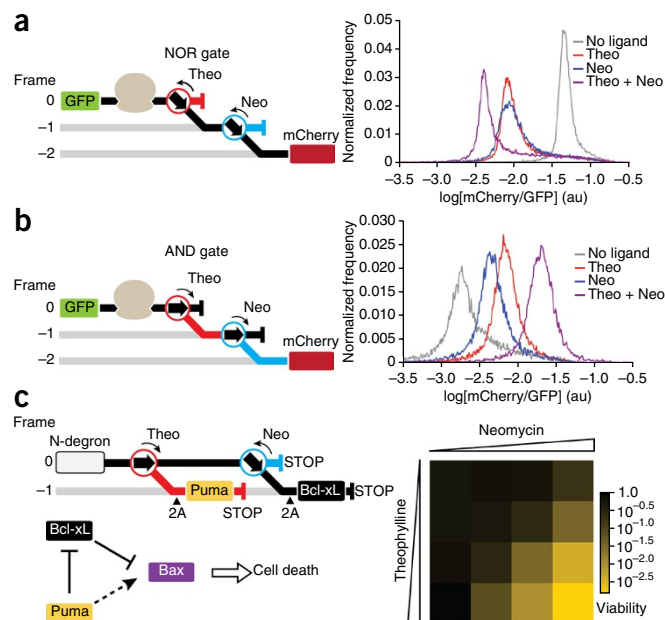 a
NOR gate
Theo
Neo
Frame
0
GFP
−1
mCherry
−2
Normalized frequency
0.05
0.04
0.03
0.02
0.01
0
−3.5 −2.5 −2.0 −1.5 −1.0 −0.5
log[mCherry/GFP] (au)
No ligand
Theo
Neo
Theo + Neo
b
AND gate
Theo
Neo
Frame
0
GFP
−1
mCherry
−2
Normalized frequency
0.030
0.025
0.020
0.015
0.010
0.005
0
−3.5 −2.5 −2.0 −1.5 −1.0 −0.5
log[mCherry/GFP] (au)
No ligand
Theo
Neo
Theo + Neo
c
Frame
N-degron
Theo
Neo
0
STOP
−1
Puma
Bcl-xL
STOP
2A
STOP
2A
Bcl-xL
Bax
Cell death
Puma
Neomycin
Theophylline
1.0
10−0.5
10−1.0
10−1.5
10−2.0
10−2.5
Viability